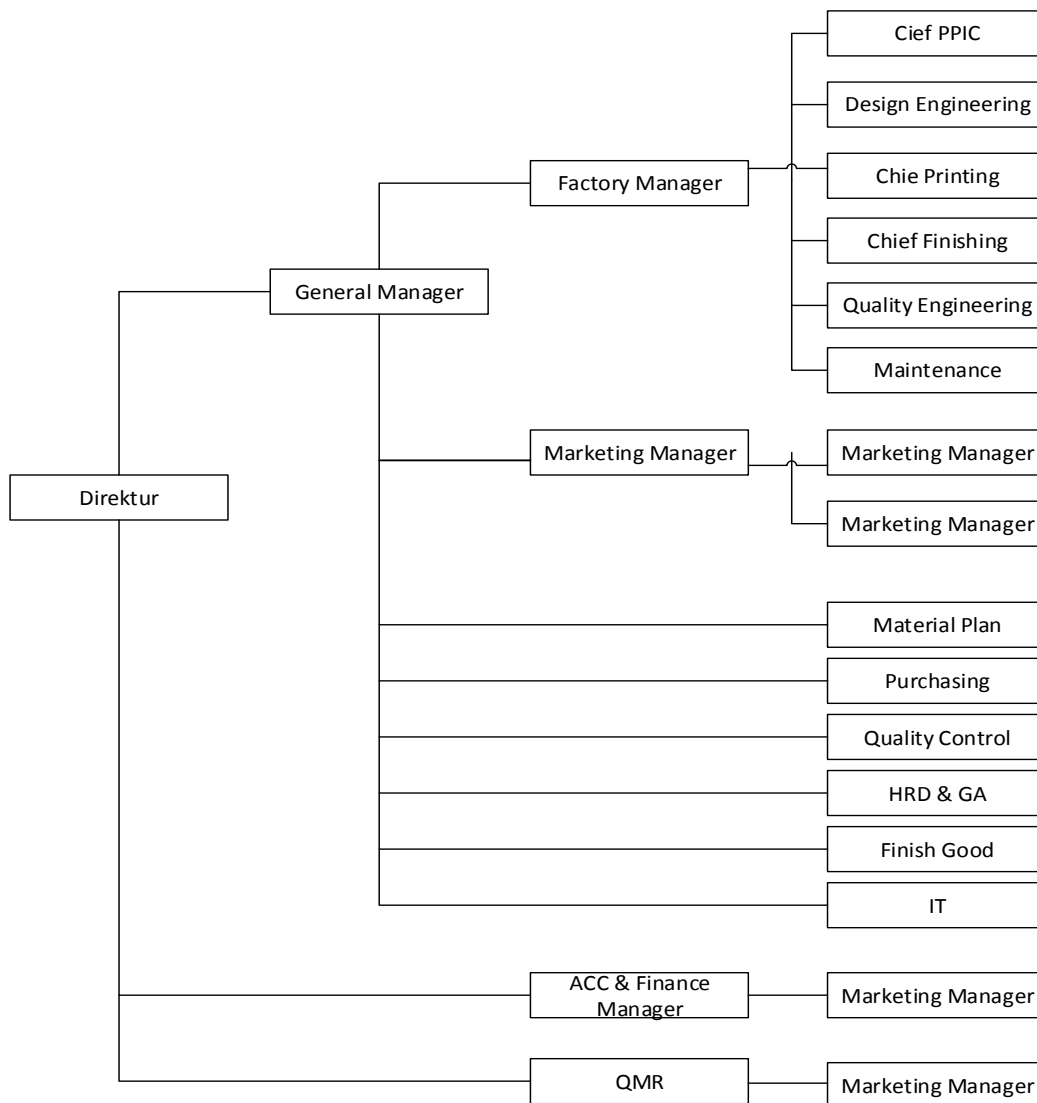 Cief PPIC
Design Engineering
Factory Manager
Chie Printing
Chief Finishing
General Manager
Quality Engineering
Maintenance
Marketing Manager
Marketing Manager
Direktur
Marketing Manager
Material Plan
Purchasing
Quality Control
HRD & GA
Finish Good
IT
ACC & Finance
Manager
Marketing Manager
QMR
Marketing Manager